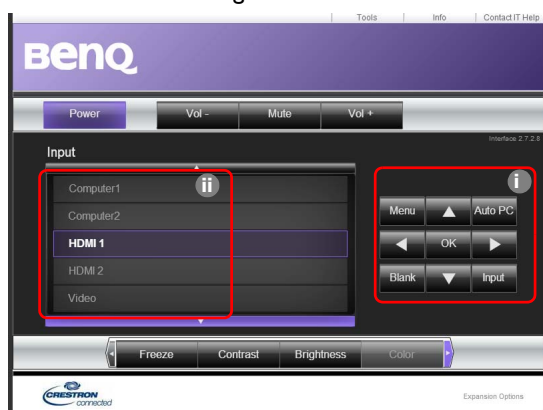 Tools Info Contact IT Help
BenQ
Power Vol - Mute Vol +
Interface 2.7.2.8
Input
ii
i
Computer1
Computer2
HDMI 1
HDMI 2
Video
Menu Auto PC
OK
Blank Input
Freeze Contrast Brightness Color
CRESTRON
connected
Expansion Options